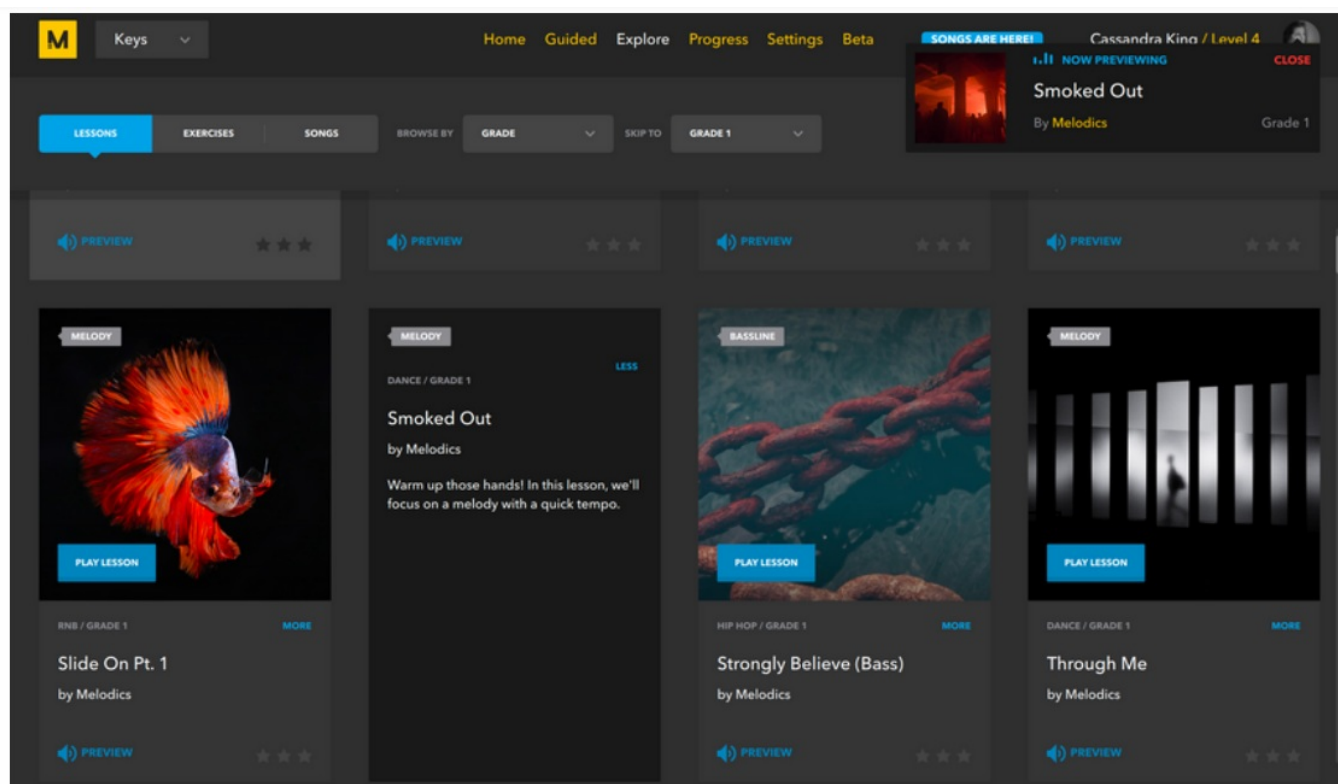 M
Keys
Home Guided Explore Progress Settings Beta
SONGS ARE HERE!
Cassandra King / Level 4
NOW PREVIEWING
CLOSE
Smoked Out
By Melodics
Grade 1
LESSONS
EXERCISES
SONGS
BROWSE BY
GRADE
SKIP TO
GRADE 1
PREVIEW
PREVIEW
PREVIEW
PREVIEW
MELODY
PLAY LESSON
RNB / GRADE 1
MORE
Slide On Pt. 1
by Melodics
PREVIEW
MELODY
LESS
DANCE / GRADE 1
Smoked Out
by Melodics
Warm up those hands! In this lesson, we'll
focus on a melody with a quick tempo.
BASSLINE
PLAY LESSON
HIP HOP / GRADE 1
MORE
Strongly Believe (Bass)
by Melodics
PREVIEW
MELODY
PLAY LESSON
DANCE / GRADE 1
MORE
Through Me
by Melodics
PREVIEW